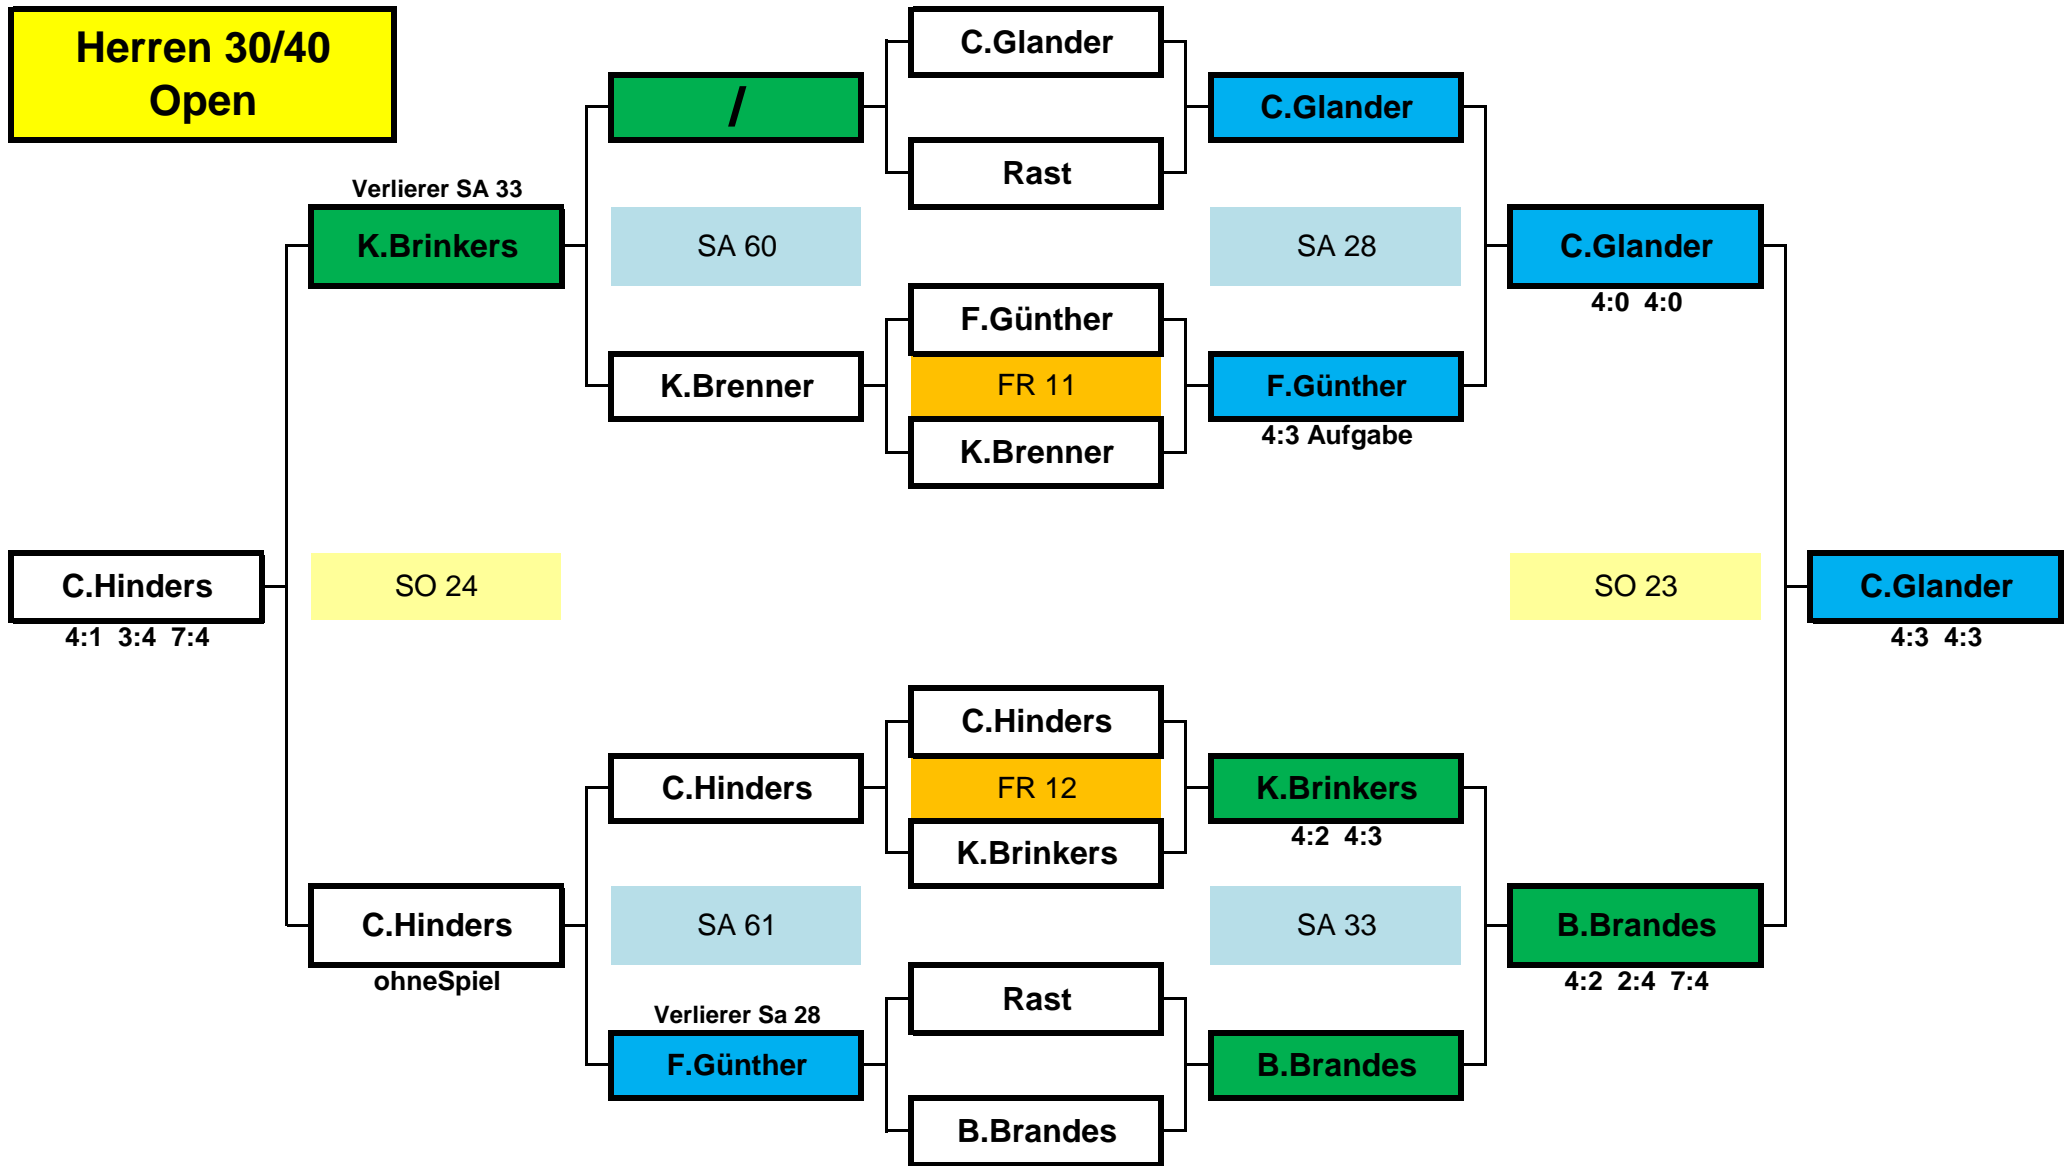 Herren 30/40
Open
C.Glander
/
C.Glander
Rast
Verlierer SA 33
K.Brinkers
SA 60
SA 28
C.Glander
4:0 4:0
F.Günther
K.Brenner
FR 11
F.Günther
4:3 Aufgabe
K.Brenner
C.Hinders
4:1 3:4 7:4
SO 24
SO 23
C.Glander
4:3 4:3
C.Hinders
C.Hinders
FR 12
K.Brinkers
4:2 4:3
K.Brinkers
C.Hinders
ohneSpiel
SA 61
SA 33
B.Brandes
4:2 2:4 7:4
Rast
Verlierer Sa 28
F.Günther
B.Brandes
B.Brandes